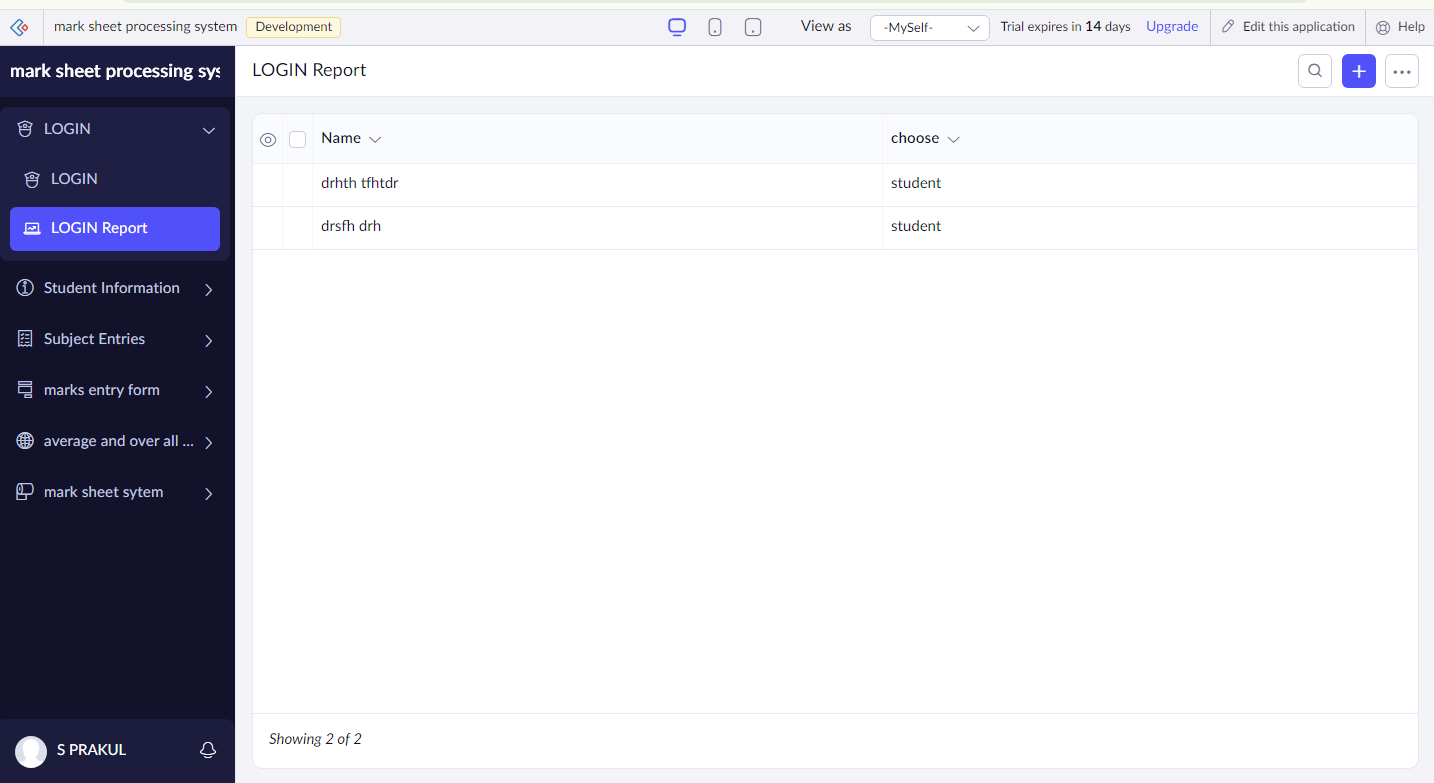 mark sheet processing system Development View as -MySelf- Trial expires in 14 days Upgrade Edit this application Help
mark sheet processing sys
LOGIN
LOGIN
LOGIN Report
Student Information
Subject Entries
marks entry form
average and over all ...
mark sheet sytem
S PRAKUL
LOGIN Report
Name choose
drhth tfhtdr student
drsfh drh student
Showing 2 of 2